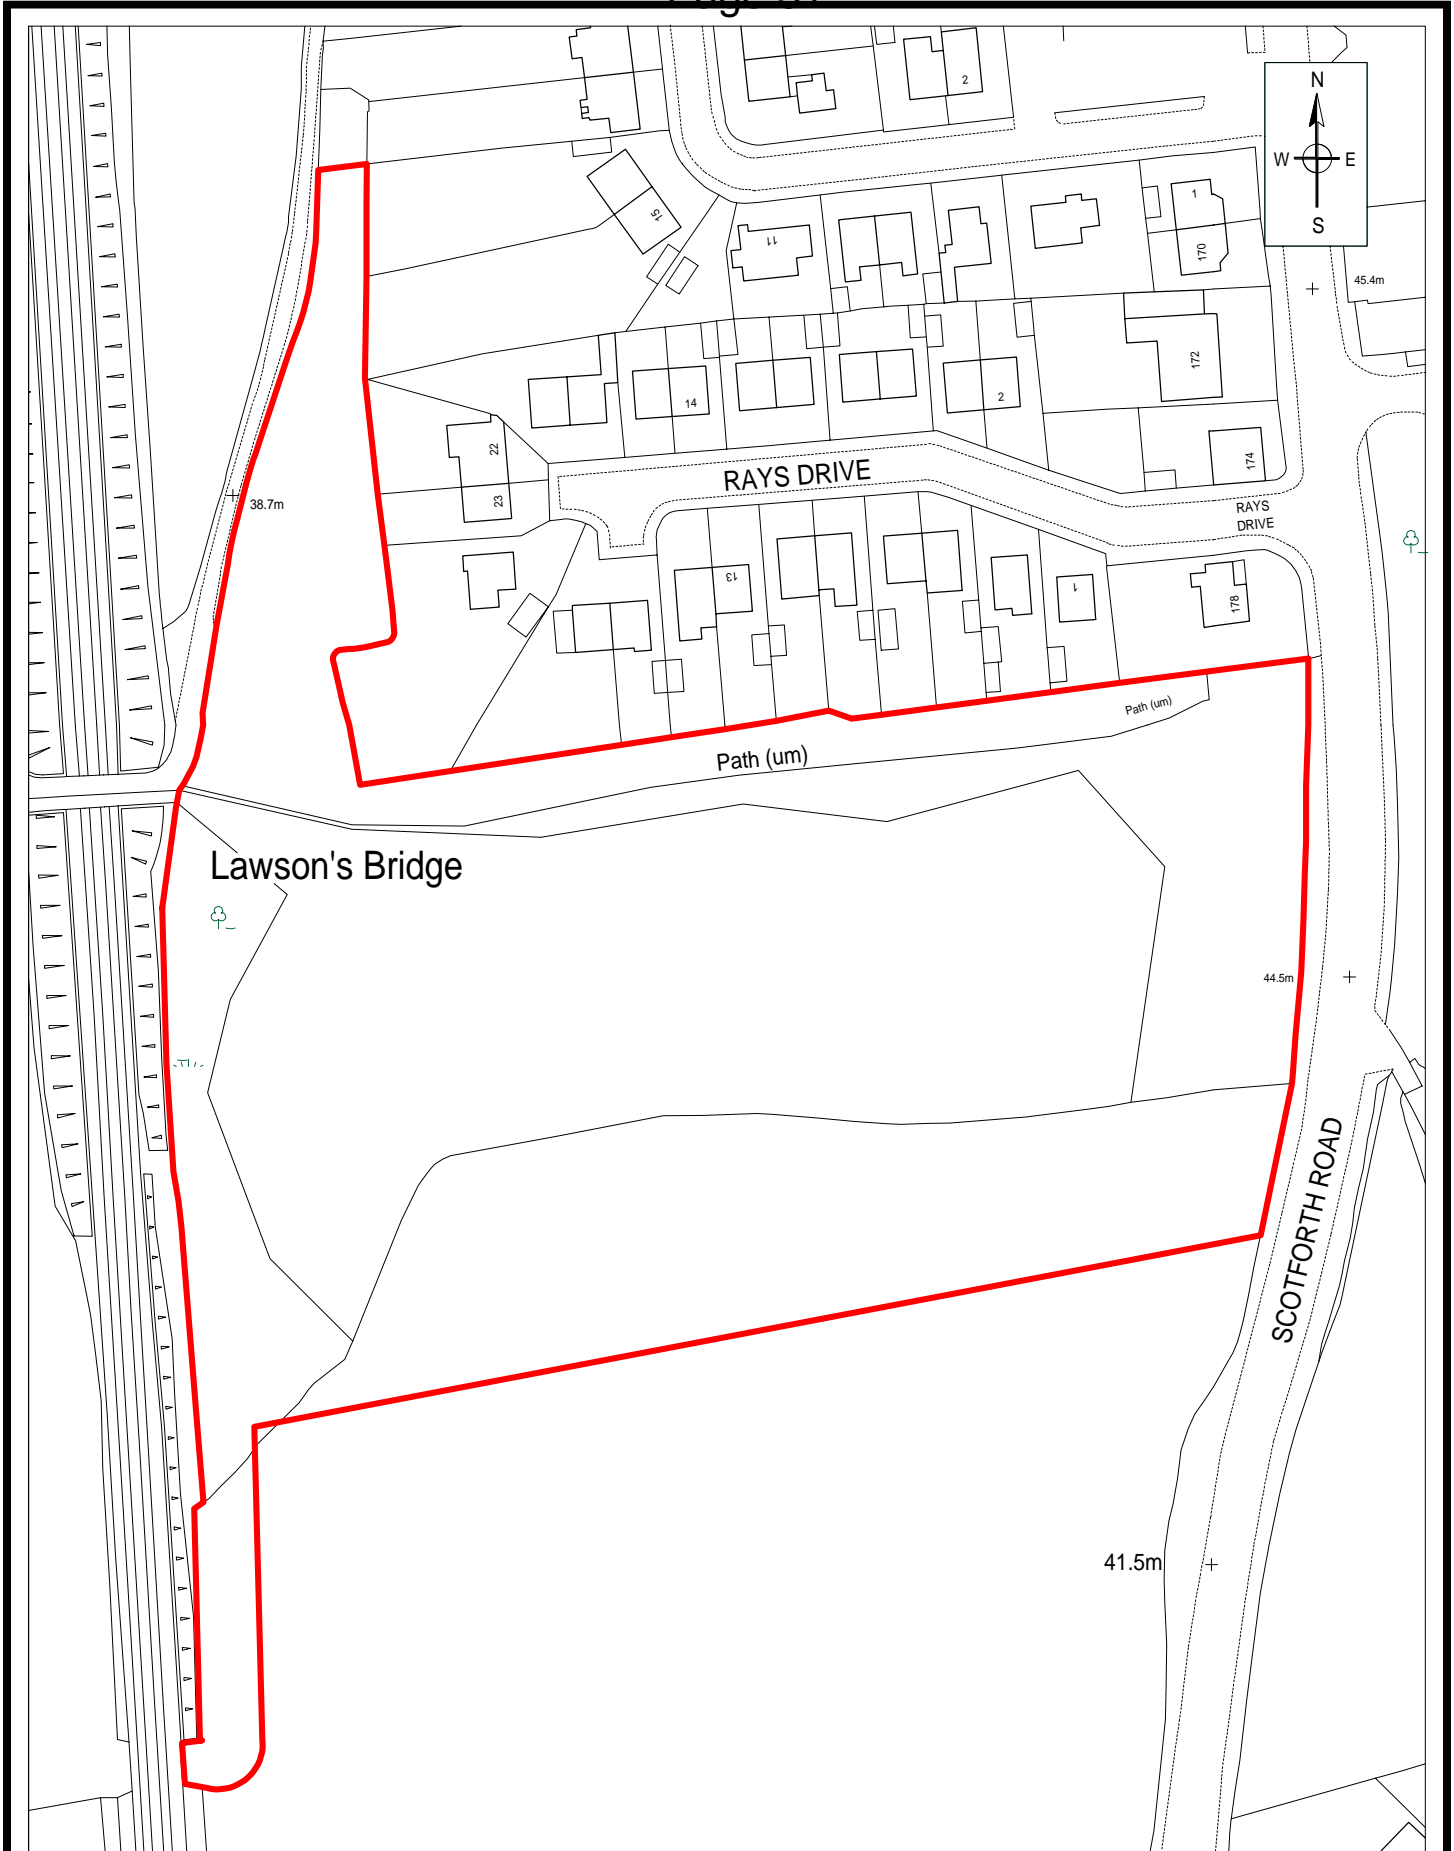 2
N
W E
S
15
11
1
170
45.4m
172
14
2
22
23
RAYS DRIVE
174
38.7m
RAYS
DRIVE
13
1
178
Path (um)
Path (um)
Lawson's Bridge
44.5m
SCOTFORTH ROAD
41.5m